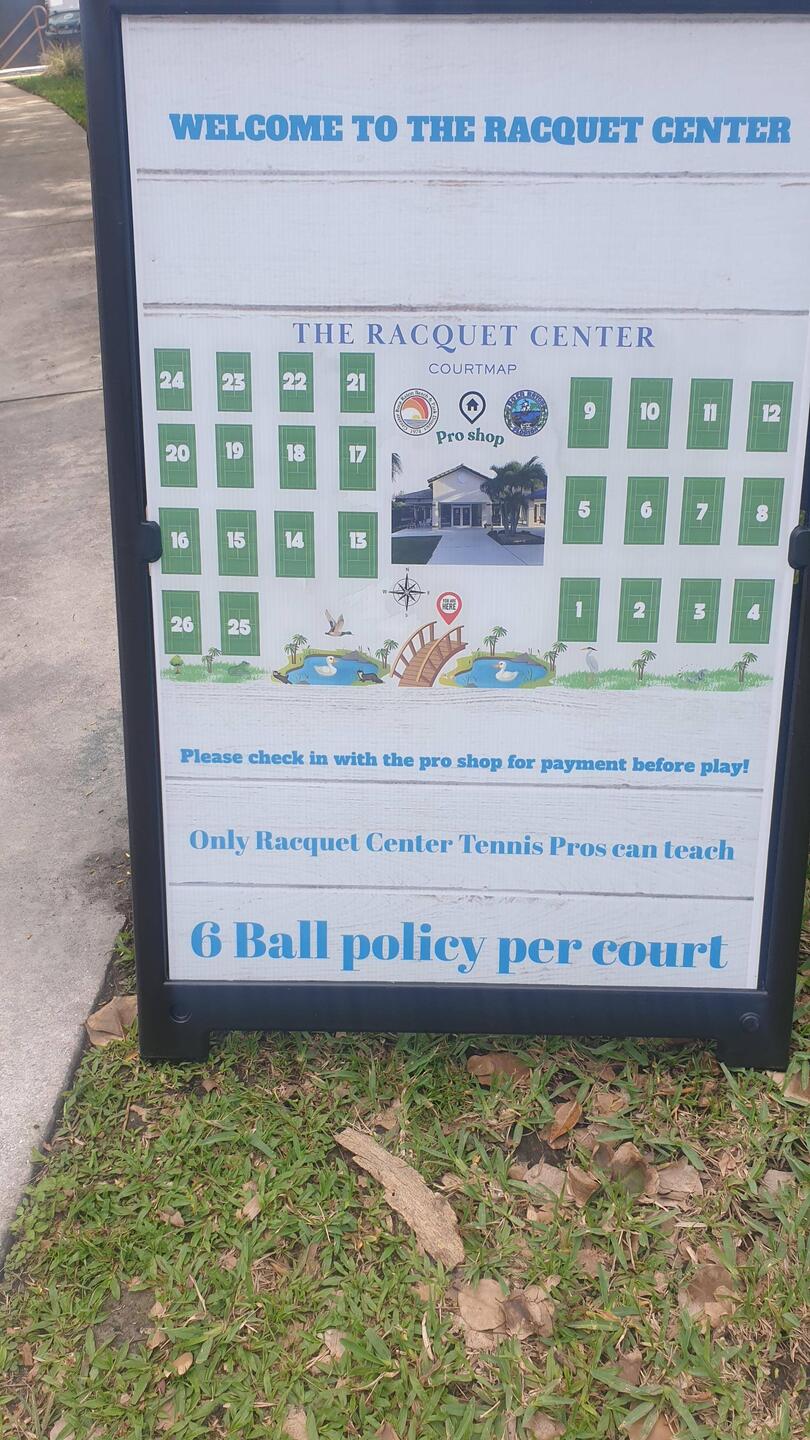 WELCOME TO THE RACQUET CENTER
THE RACQUET CENTER
COURTMAP
24 23 22 21
20 19 18 17
16 15 14 13
26 25
Pro shop
9 10 11 12
5 6 7 8
1 2 3 4
N
W E
S
YOU ARE
HERE
Please check in with the pro shop for payment before play!
Only Racquet Center Tennis Pros can teach
6 Ball policy per court